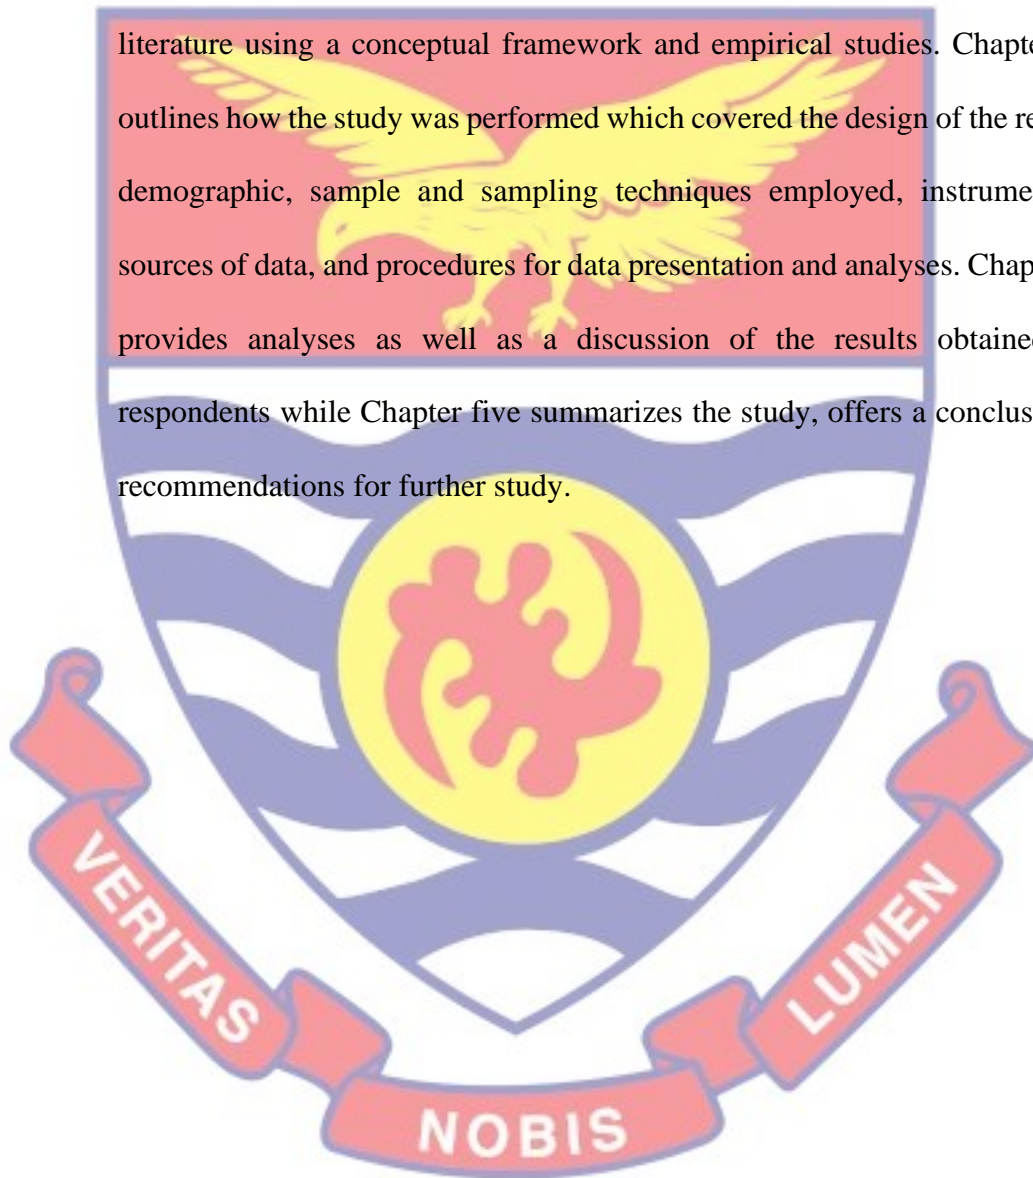 literature using a conceptual framework and empirical studies. Chapte
outlines how the study was performed which covered the design of the re
demographic, sample and sampling techniques employed, instrume
sources of data, and procedures for data presentation and analyses. Chap
provides analyses as well as a discussion of the results obtaine
respondents while Chapter five summarizes the study, offers a conclus
recommendations for further study.
VERITAS
NOBIS
LUMEN